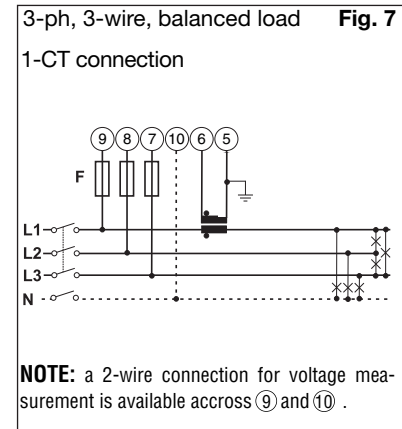 3-ph, 3-wire, balanced load Fig. 7
1-CT connection
9 8 7 10 6 5
F
L1
L2
L3
N
NOTE: a 2-wire connection for voltage mea-
surement is available accross 9 and 10 .